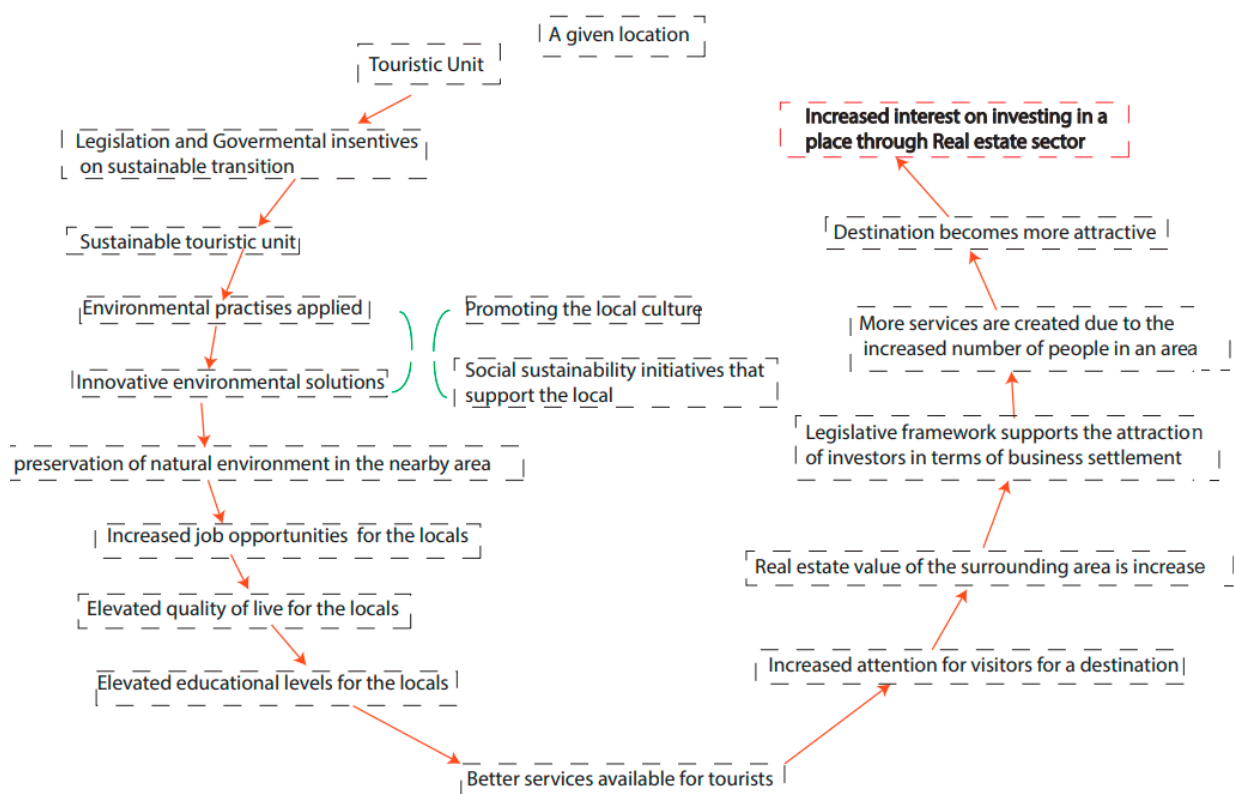 A given location
Touristic Unit
Legislation and Govermental insentives
on sustainable transition
Sustainable touristic unit
Environmental practises applied
Innovative environmental solutions
Promoting the local culture
Social sustainability initiatives that
support the local
preservation of natural environment in the nearby area
Increased job opportunities for the locals
Elevated quality of live for the locals
Elevated educational levels for the locals
Better services available for tourists
Increased attention for visitors for a destination
Real estate value of the surrounding area is increase
Legislative framework supports the attraction
of investors in terms of business settlement
More services are created due to the
increased number of people in an area
Destination becomes more attractive
Increased interest on investing in a
place through Real estate sector